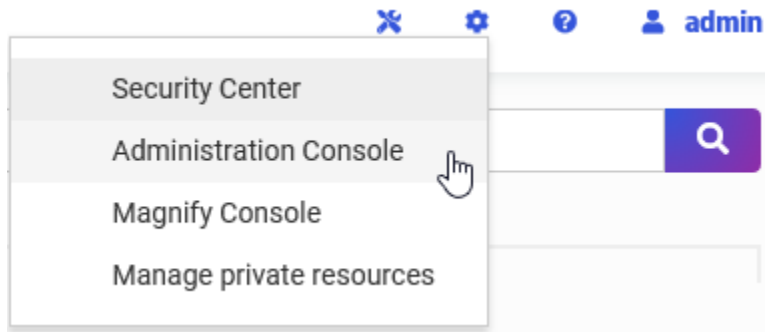 admin
Security Center
Administration Console
Magnify Console
Manage private resources